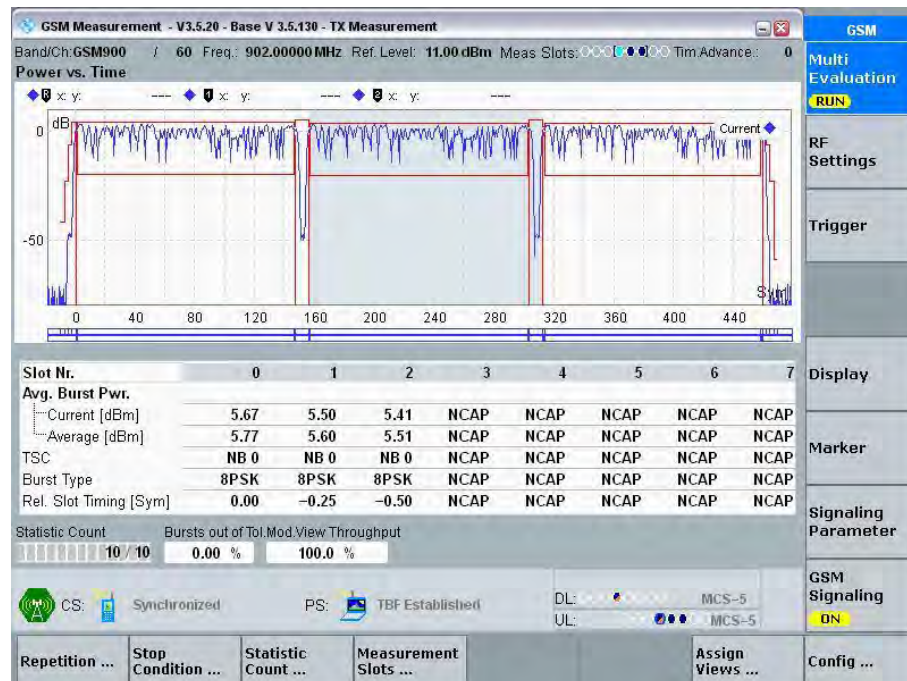 GSM Measurement - V3.5.20 - Base V 3.5.130 - TX Measurement
Band/Ch:GSM900 / 60 Freq.: 902.00000 MHz Ref. Level: 11.00 dBm Meas Slots: Tim.Advance.: 0
Power vs. Time
x: y: --- x: y: --- x: y: ---
dB
Current
0
-50
Sym
0 40 80 120 160 200 240 280 320 360 400 440
Slot Nr. 0 1 2 3 4 5 6 7
Avg. Burst Pwr.
Current [dBm] 5.67 5.50 5.41 NCAP NCAP NCAP NCAP NCAP
Average [dBm] 5.77 5.60 5.51 NCAP NCAP NCAP NCAP NCAP
TSC NB 0 NB 0 NB 0 NCAP NCAP NCAP NCAP NCAP
Burst Type 8PSK 8PSK 8PSK NCAP NCAP NCAP NCAP NCAP
Rel. Slot Timing [Sym] 0.00 −0.25 −0.50 NCAP NCAP NCAP NCAP NCAP
Statistic Count Bursts out of Tol.Mod.View Throughput
10 / 10 0.00 % 100.0 %
CS: Synchronized PS: TBF Established
DL: MCS-5
UL: MCS-5
Repetition ...
Stop Condition ...
Statistic Count ...
Measurement Slots ...
Assign Views ...
Config ...
GSM
Multi
Evaluation
RUN
RF
Settings
Trigger
Display
Marker
Signaling
Parameter
GSM
Signaling
ON